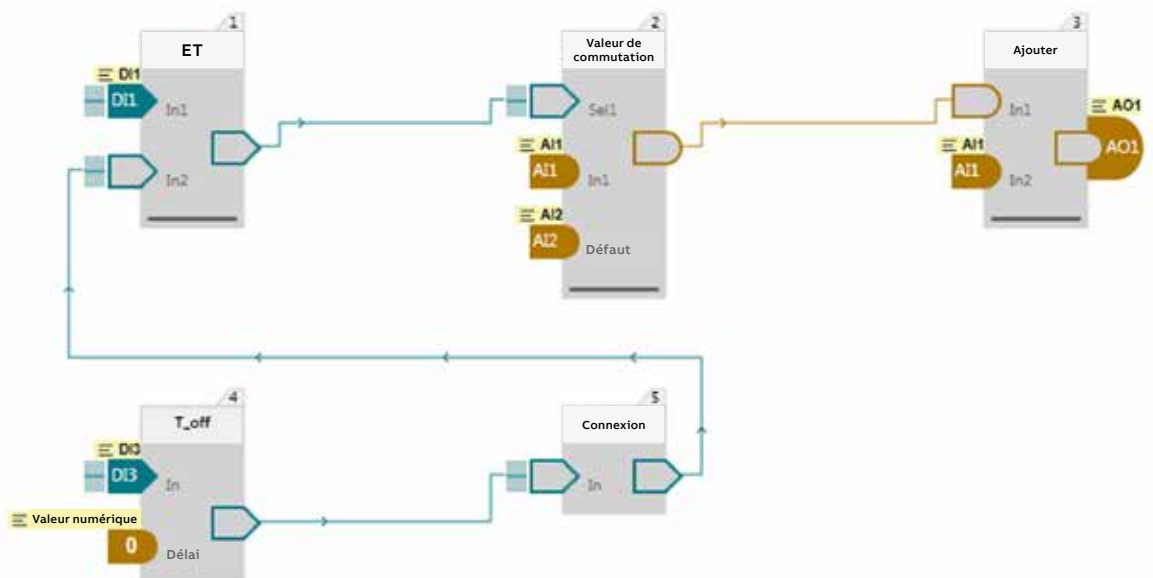 1
ET
DI1
DI1
In1
In2
2
Valeur de
commutation
Sel1
AI1
AI1
In1
AI2
AI2
Défaut
3
Ajouter
In1
AO1
AO1
AI1
AI1
In2
4
T_off
DI3
DI3
In
Valeur numérique
0
Délai
5
Connexion
In